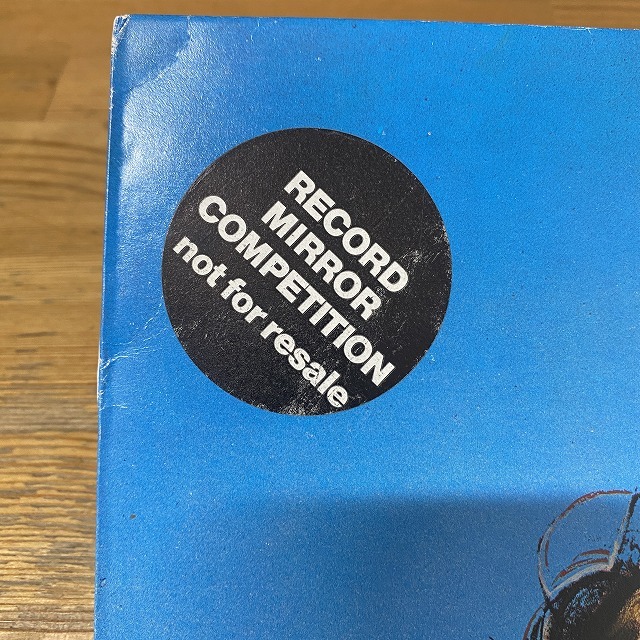 RECORD
MIRROR
COMPETITION
not for resale